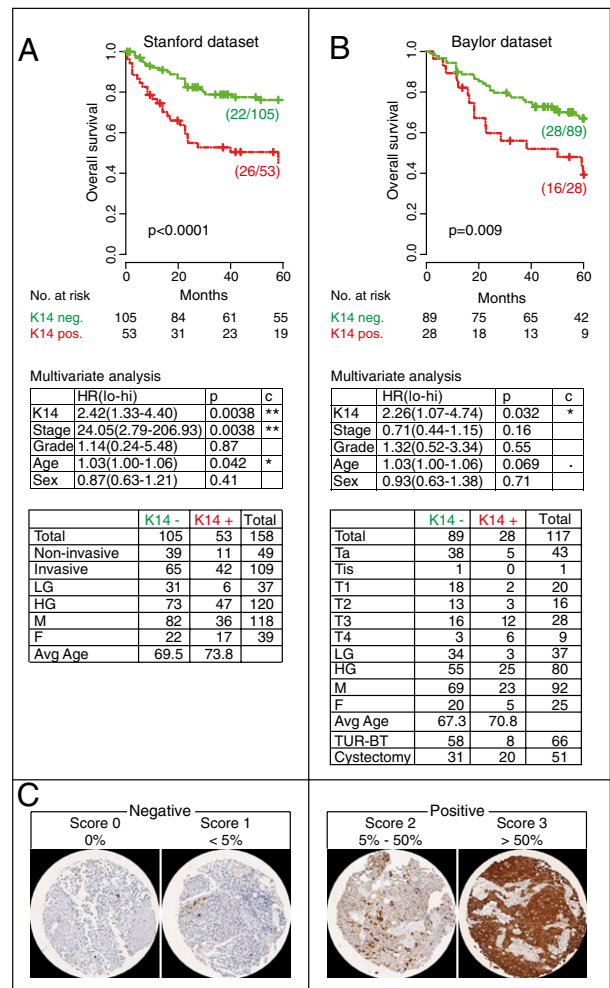 A
Stanford dataset
Overall survival
1.0
0.8
0.6
0.4
0.2
0.0
(22/105)
(26/53)
p<0.0001
0 20 40 60
No. at risk Months
K14 neg. 105 84 61 55
K14 pos. 53 31 23 19
Multivariate analysis
HR(lo-hi) p c
K14 2.42(1.33-4.40) 0.0038 **
Stage 24.05(2.79-206.93) 0.0038 **
Grade 1.14(0.24-5.48) 0.87
Age 1.03(1.00-1.06) 0.042 *
Sex 0.87(0.63-1.21) 0.41
K14 - K14 + Total
Total 105 53 158
Non-invasive 39 11 49
Invasive 65 42 109
LG 31 6 37
HG 73 47 120
M 82 36 118
F 22 17 39
Avg Age 69.5 73.8
B
Baylor dataset
Overall survival
1.0
0.8
0.6
0.4
0.2
0.0
(28/89)
(16/28)
p=0.009
0 20 40 60
No. at risk Months
K14 neg. 89 75 65 42
K14 pos. 28 18 13 9
Multivariate analysis
HR(lo-hi) p c
K14 2.26(1.07-4.74) 0.032 *
Stage 0.71(0.44-1.15) 0.16
Grade 1.32(0.52-3.34) 0.55
Age 1.03(1.00-1.06) 0.069 .
Sex 0.93(0.63-1.38) 0.71
K14 - K14 + Total
Total 89 28 117
Ta 38 5 43
Tis 1 0 1
T1 18 2 20
T2 13 3 16
T3 16 12 28
T4 3 6 9
LG 34 3 37
HG 55 25 80
M 69 23 92
F 20 5 25
Avg Age 67.3 70.8
TUR-BT 58 8 66
Cystectomy 31 20 51
C
Negative
Score 0 Score 1
0% < 5%
Positive
Score 2 Score 3
5% - 50% > 50%